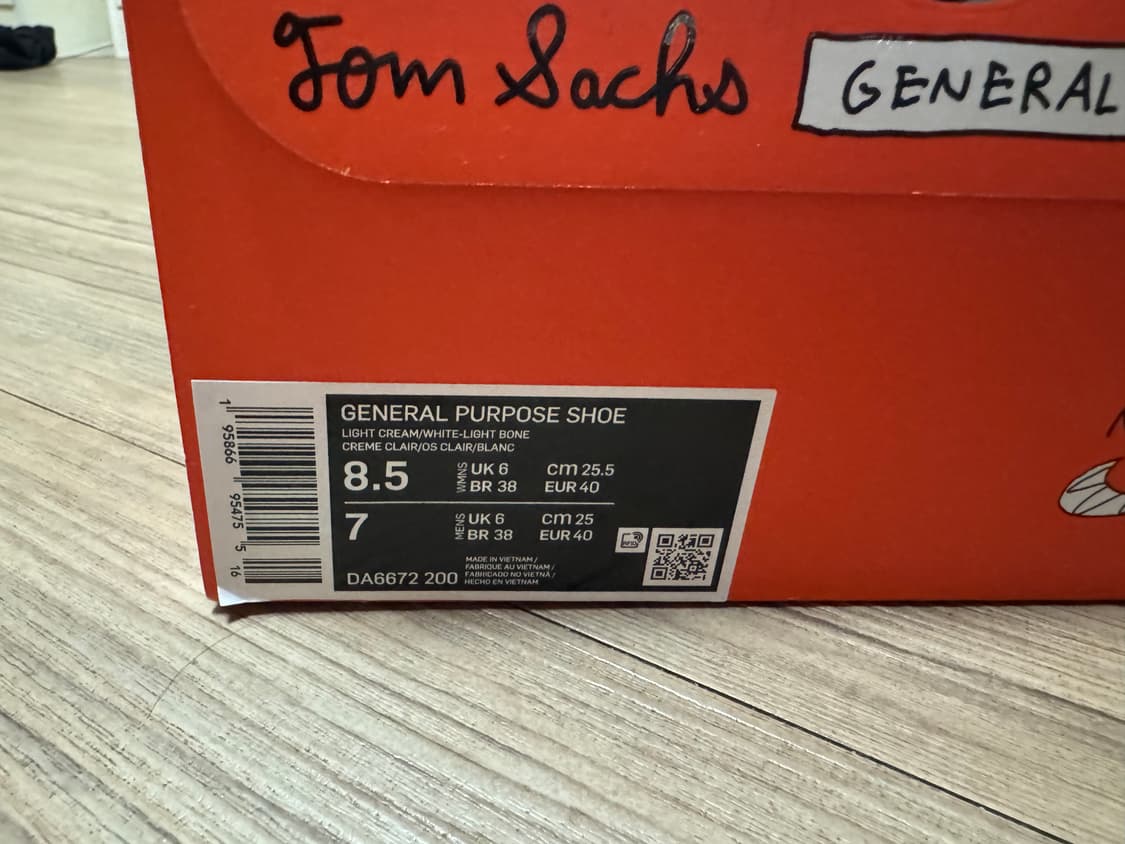 Tom Sachs
GENERAL
1 95866 95475 5 16
GENERAL PURPOSE SHOE
LIGHT CREAM/WHITE-LIGHT BONE
CREME CLAIR/OS CLAIR/BLANC
8.5 WMNS UK 6 cm 25.5
BR 38 EUR 40
7 MENS UK 6 cm 25
BR 38 EUR 40
MADE IN VIETNAM /
FABRIQUE AU VIETNAM /
FABRICADO NO VIETNÃ /
HECHO EN VIETNAM
DA6672 200
RFID